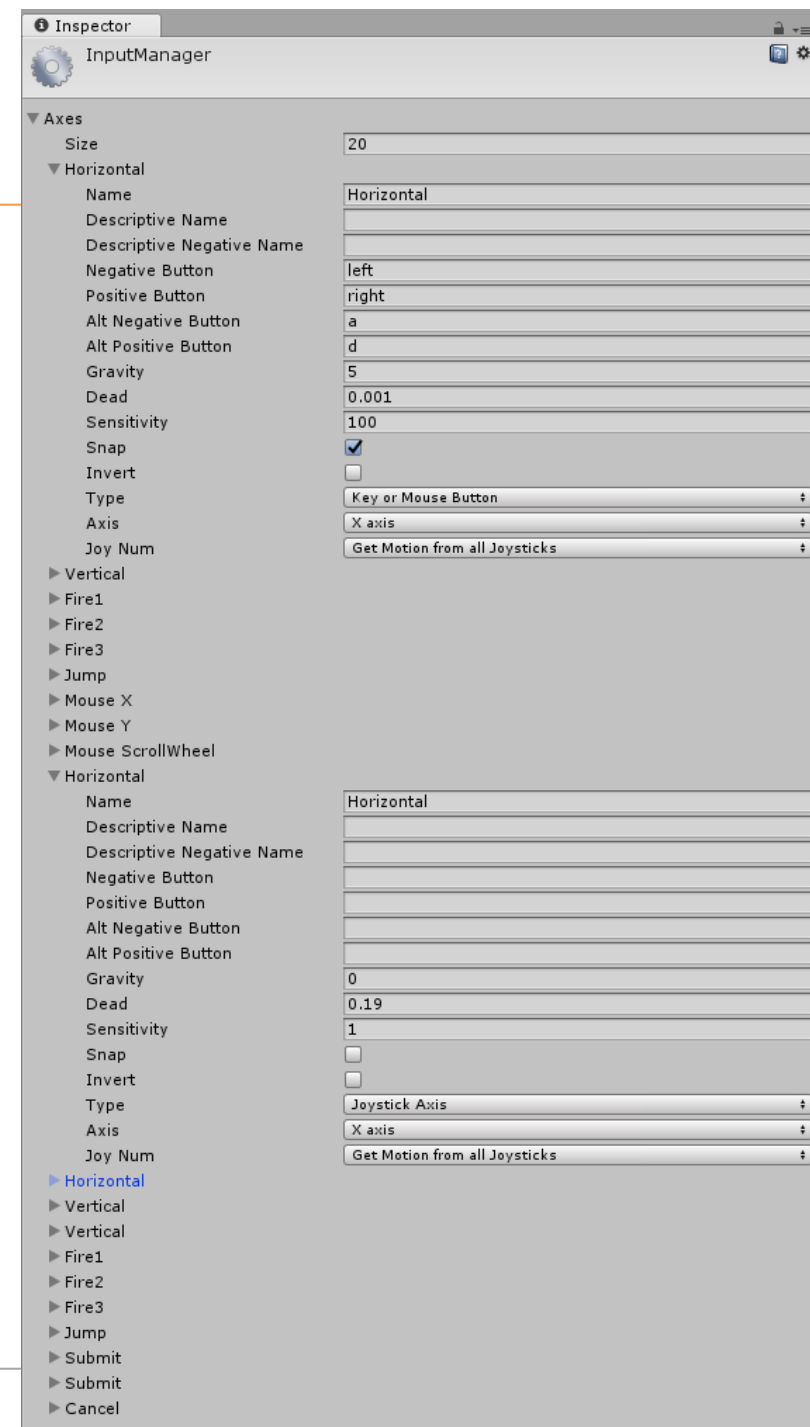 Inspector
InputManager
Axes
Size 20
Horizontal
Name Horizontal
Descriptive Name
Descriptive Negative Name
Negative Button left
Positive Button right
Alt Negative Button a
Alt Positive Button d
Gravity 5
Dead 0.001
Sensitivity 100
Snap
Invert
Type Key or Mouse Button
Axis X axis
Joy Num Get Motion from all Joysticks
Vertical
Fire1
Fire2
Fire3
Jump
Mouse X
Mouse Y
Mouse ScrollWheel
Horizontal
Name Horizontal
Descriptive Name
Descriptive Negative Name
Negative Button
Positive Button
Alt Negative Button
Alt Positive Button
Gravity 0
Dead 0.19
Sensitivity 1
Snap
Invert
Type Joystick Axis
Axis X axis
Joy Num Get Motion from all Joysticks
Horizontal
Vertical
Vertical
Fire1
Fire2
Fire3
Jump
Submit
Submit
Cancel